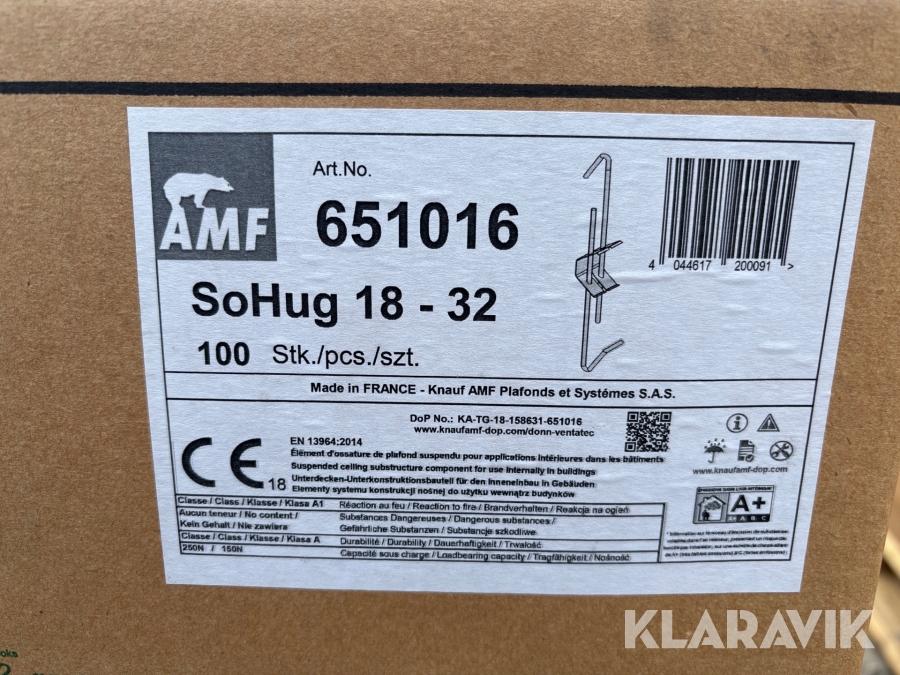 AMF
Art.No.
651016
4 044617 200091 >
SoHug 18 - 32
100 Stk./pcs./szt.
Made in FRANCE - Knauf AMF Plafonds et Systémes S.A.S.
DoP No.: KA-TG-18-158631-651016
www.knaufamf-dop.com/donn-ventatec
CE 18
EN 13964:2014
Élément d'ossature de plafond suspendu pour applications intérieures dans les bâtiments
Suspended ceiling substructure component for use internally in buildings
Unterdecken-Unterkonstruktionsbauteil für den Inneneinbau in Gebäuden
Elementy systemu konstrukcji nośnej do użytku wewnątrz budynków
www.knaufamf-dop.com
Classe / Class / Klasse / Klasa A1 Réaction au feu / Reaction to fire / Brandverhalten / Reakcja na ogień
Aucun teneur / No content / Substances Dangereuses / Dangerous substances /
Kein Gehalt / Nie zawiera Gefährliche Substanzen / Substancje szkodliwe
Classe / Class / Klasse / Klasa A Durabilité / Durability / Dauerhaftigkeit / Trwałość
250N / 150N Capacité sous charge / Loadbearing capacity / Tragfähigkeit / Nośność
A+
A+ A B C
KLARAVIK